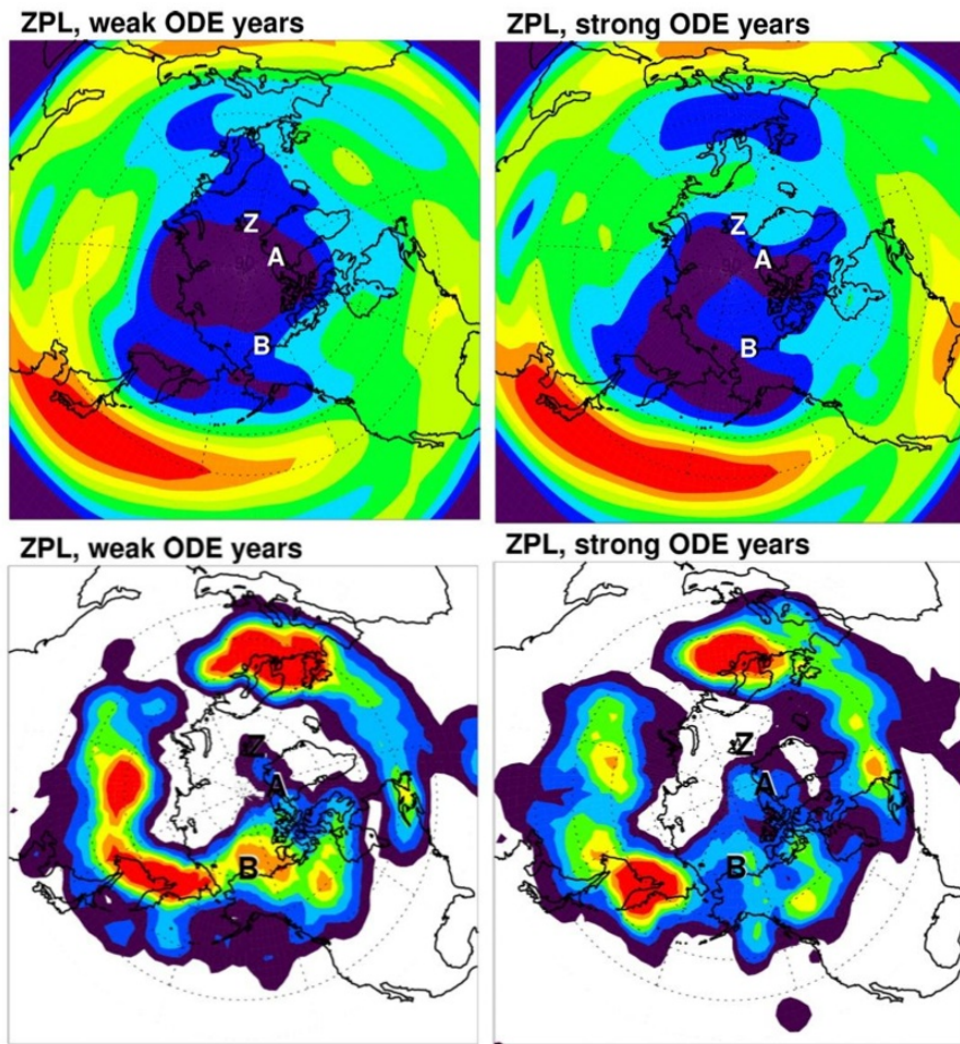 ZPL, weak ODE years
ZPL, strong ODE years
Z
A
B
Z
A
B
ZPL, weak ODE years
ZPL, strong ODE years
Z
A
B
Z
A
B